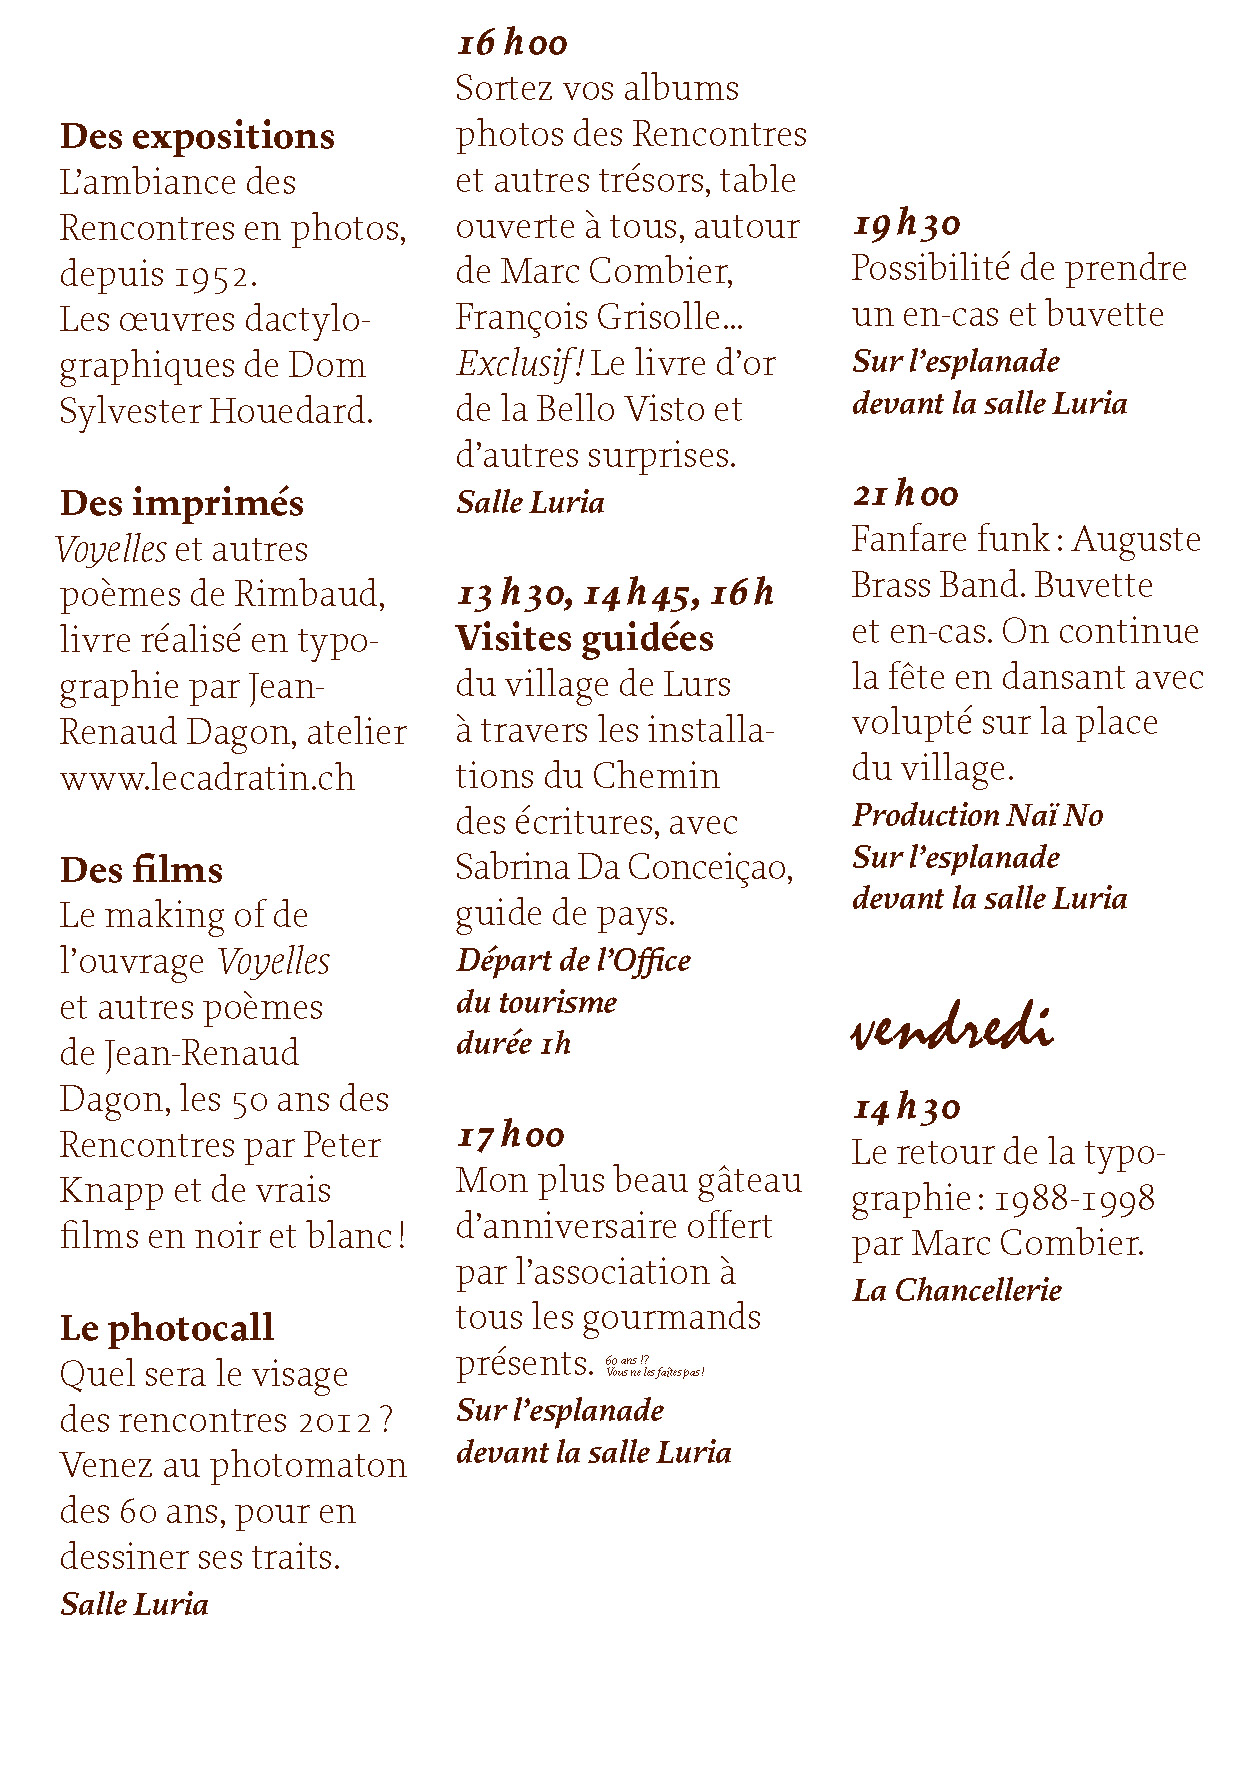 Des expositions
L’ambiance des
Rencontres en photos,
depuis 1952.
Les œuvres dactylo-
graphiques de Dom
Sylvester Houedard.
Des imprimés
Voyelles et autres
poèmes de Rimbaud,
livre réalisé en typo-
graphie par Jean-
Renaud Dagon, atelier
www.lecadratin.ch
Des films
Le making of de
l’ouvrage Voyelles
et autres poèmes
de Jean-Renaud
Dagon, les 50 ans des
Rencontres par Peter
Knapp et de vrais
films en noir et blanc !
Le photocall
Quel sera le visage
des rencontres 2012 ?
Venez au photomaton
des 60 ans, pour en
dessiner ses traits.
Salle Luria
16 h 00
Sortez vos albums
photos des Rencontres
et autres trésors, table
ouverte à tous, autour
de Marc Combier,
François Grisolle…
Exclusif ! Le livre d’or
de la Bello Visto et
d’autres surprises.
Salle Luria
13 h 30, 14 h 45, 16 h
Visites guidées
du village de Lurs
à travers les installa-
tions du Chemin
des écritures, avec
Sabrina Da Conceiçao,
guide de pays.
Départ de l’Office
du tourisme
durée 1h
17 h 00
Mon plus beau gâteau
d’anniversaire offert
par l’association à
tous les gourmands
présents. 60 ans !?
Vous ne les faîtes pas !
Sur l’esplanade
devant la salle Luria
19 h 30
Possibilité de prendre
un en-cas et buvette
Sur l’esplanade
devant la salle Luria
21 h 00
Fanfare funk : Auguste
Brass Band. Buvette
et en-cas. On continue
la fête en dansant avec
volupté sur la place
du village.
Production Naï No
Sur l’esplanade
devant la salle Luria
vendredi
14 h 30
Le retour de la typo-
graphie : 1988-1998
par Marc Combier.
La Chancellerie